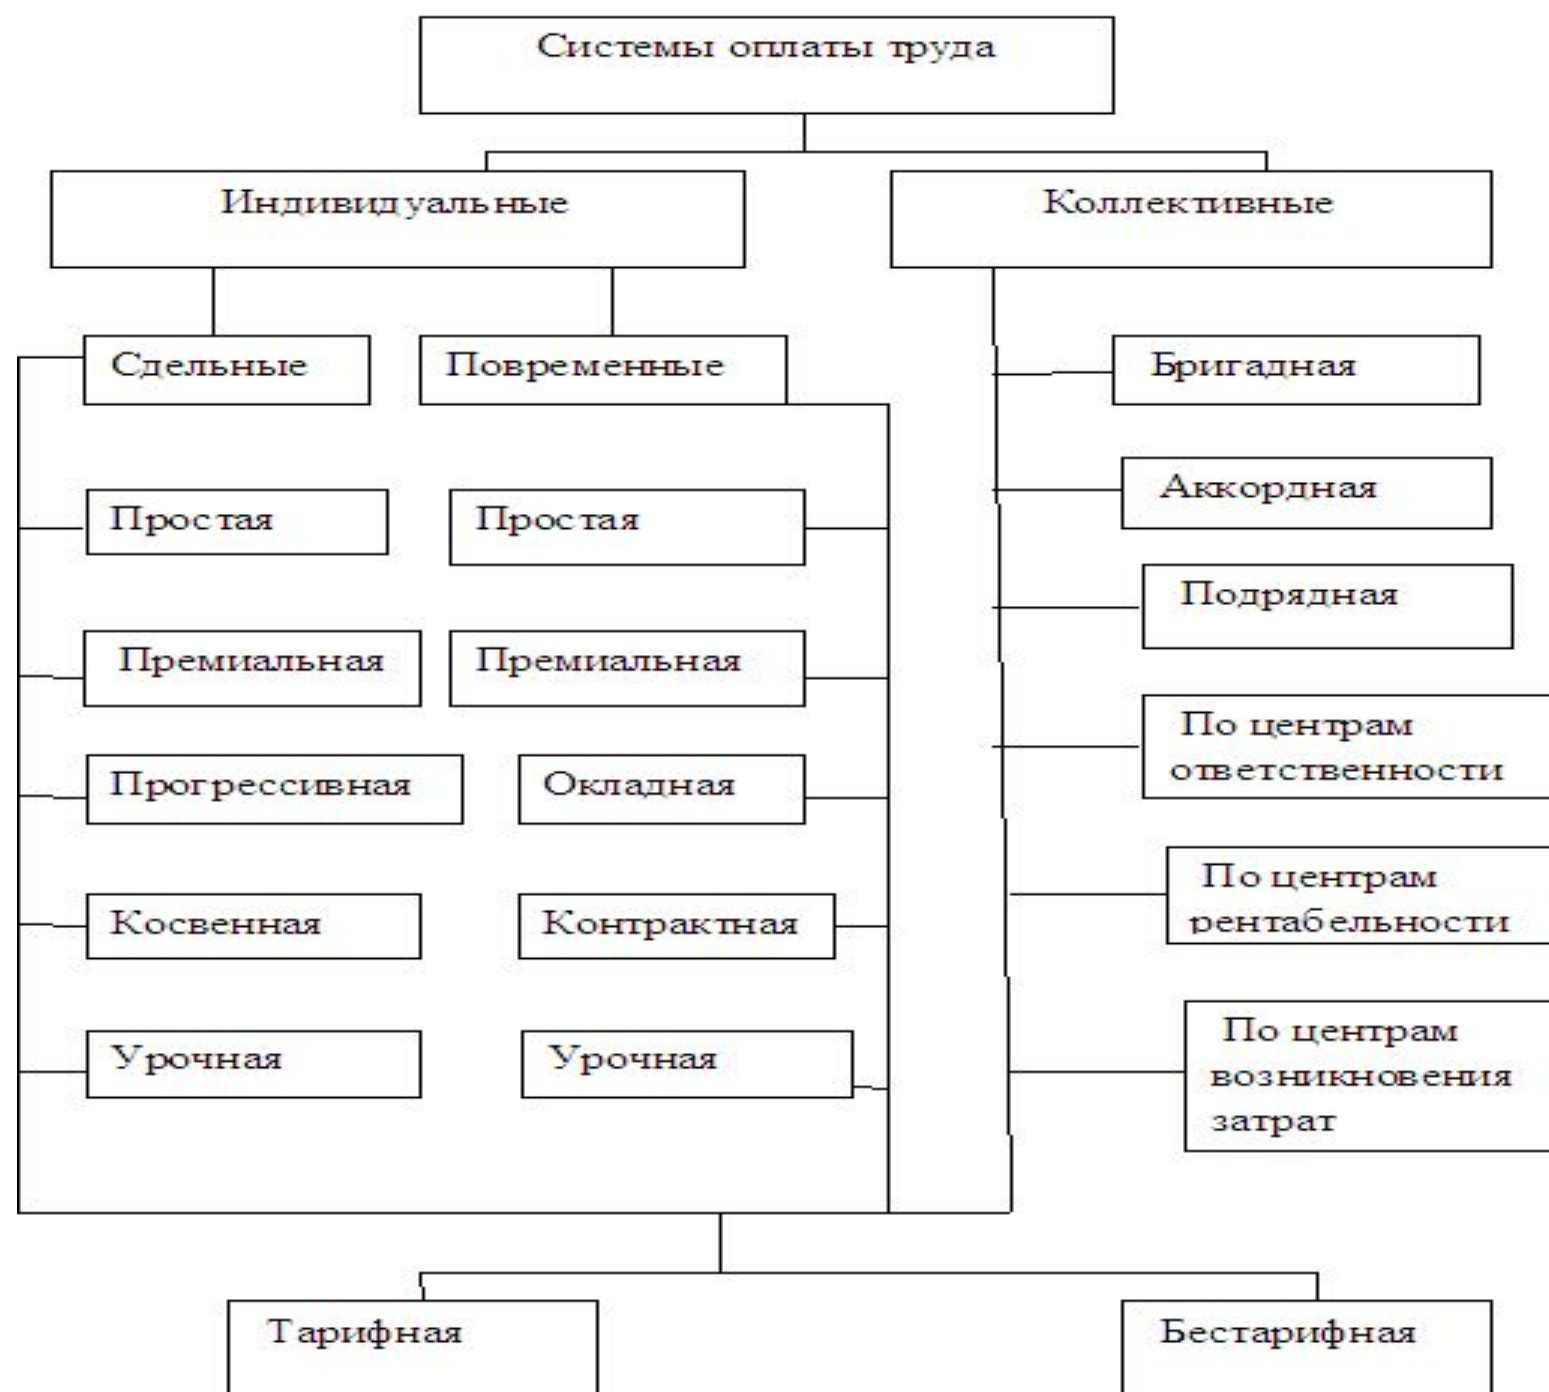 Системы оплаты труда
Индивидуальные
Коллективные
Сдельные
Повременные
Бригадная
Простая
Простая
Аккордная
Подрядная
Премиальная
Премиальная
По центрам
ответственности
Прогрессивная
Окладная
По центрам
рентабельности
Косвенная
Контрактная
Урочная
Урочная
По центрам
возникновения
затрат
Тарифная
Бестарифная